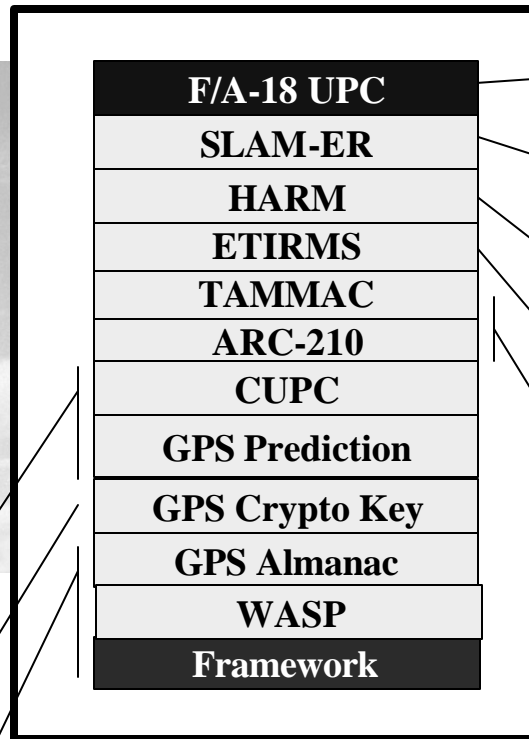 F/A-18 UPC
SLAM-ER
HARM
ETIRMS
TAMMAC
ARC-210
CUPC
GPS Prediction
GPS Crypto Key
GPS Almanac
WASP
Framework